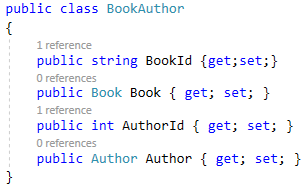 public class BookAuthor
{
1 reference
public string BookId {get;set;}
0 references
public Book Book { get; set; }
1 reference
public int AuthorId { get; set; }
0 references
public Author Author { get; set; }
}